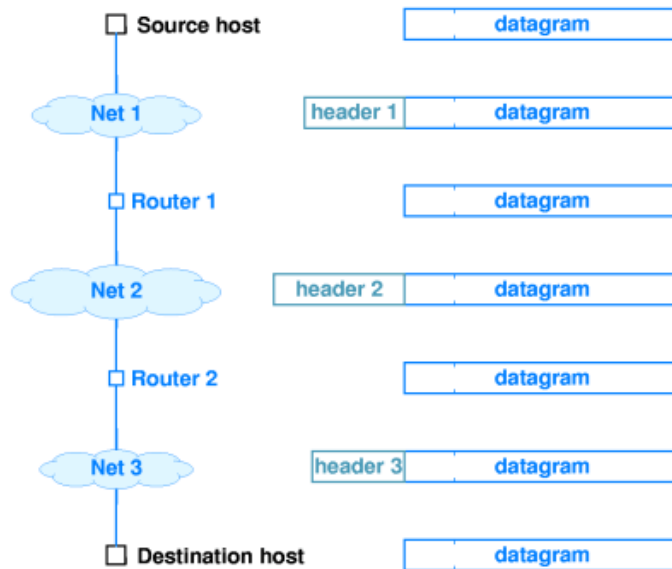 Source host datagram
Net 1 header 1 datagram
Router 1 datagram
Net 2 header 2 datagram
Router 2 datagram
Net 3 header 3 datagram
Destination host datagram